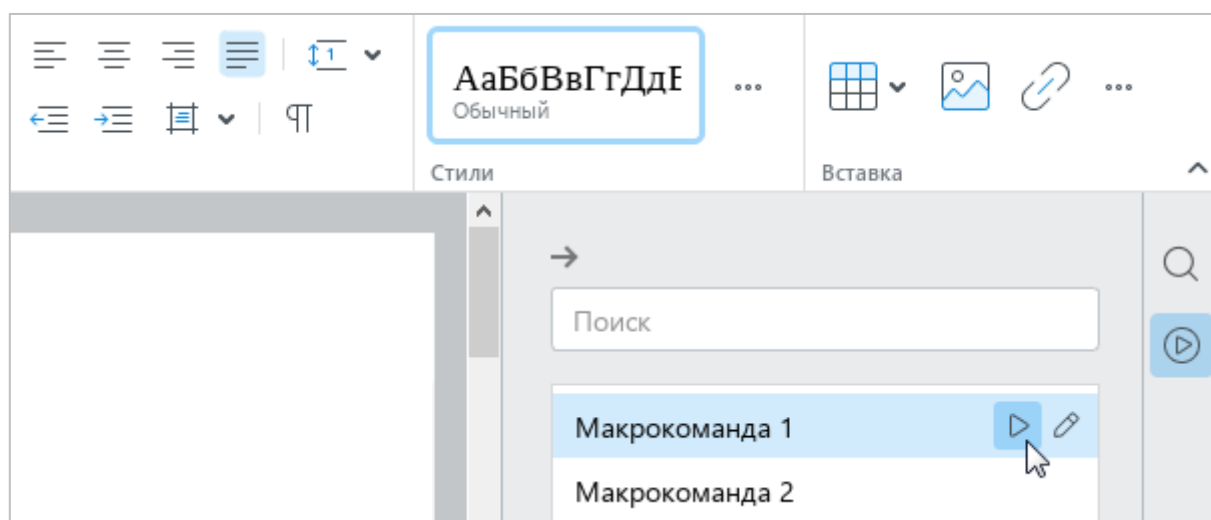 АаБбВвГгДдЕ
Обычный
Стили
Вставка
Поиск
Макрокоманда 1
Макрокоманда 2